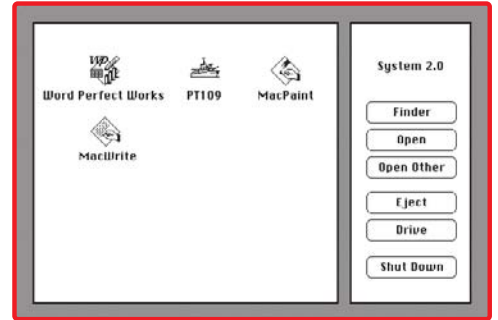 Word Perfect Works
PT109
MacPaint
MacWrite
System 2.0
Finder
Open
Open Other
Eject
Drive
Shut Down